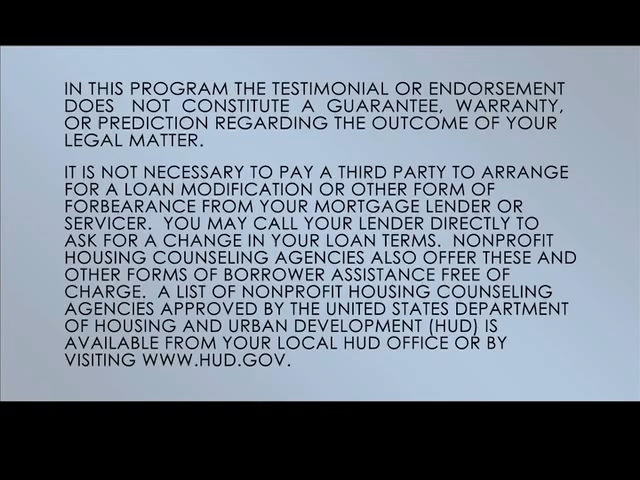 IN THIS PROGRAM THE TESTIMONIAL OR ENDORSEMENT
DOES NOT CONSTITUTE A GUARANTEE, WARRANTY,
OR PREDICTION REGARDING THE OUTCOME OF YOUR
LEGAL MATTER.
IT IS NOT NECESSARY TO PAY A THIRD PARTY TO ARRANGE
FOR A LOAN MODIFICATION OR OTHER FORM OF
FORBEARANCE FROM YOUR MORTGAGE LENDER OR
SERVICER. YOU MAY CALL YOUR LENDER DIRECTLY TO
ASK FOR A CHANGE IN YOUR LOAN TERMS. NONPROFIT
HOUSING COUNSELING AGENCIES ALSO OFFER THESE AND
OTHER FORMS OF BORROWER ASSISTANCE FREE OF
CHARGE. A LIST OF NONPROFIT HOUSING COUNSELING
AGENCIES APPROVED BY THE UNITED STATES DEPARTMENT
OF HOUSING AND URBAN DEVELOPMENT (HUD) IS
AVAILABLE FROM YOUR LOCAL HUD OFFICE OR BY
VISITING WWW.HUD.GOV.